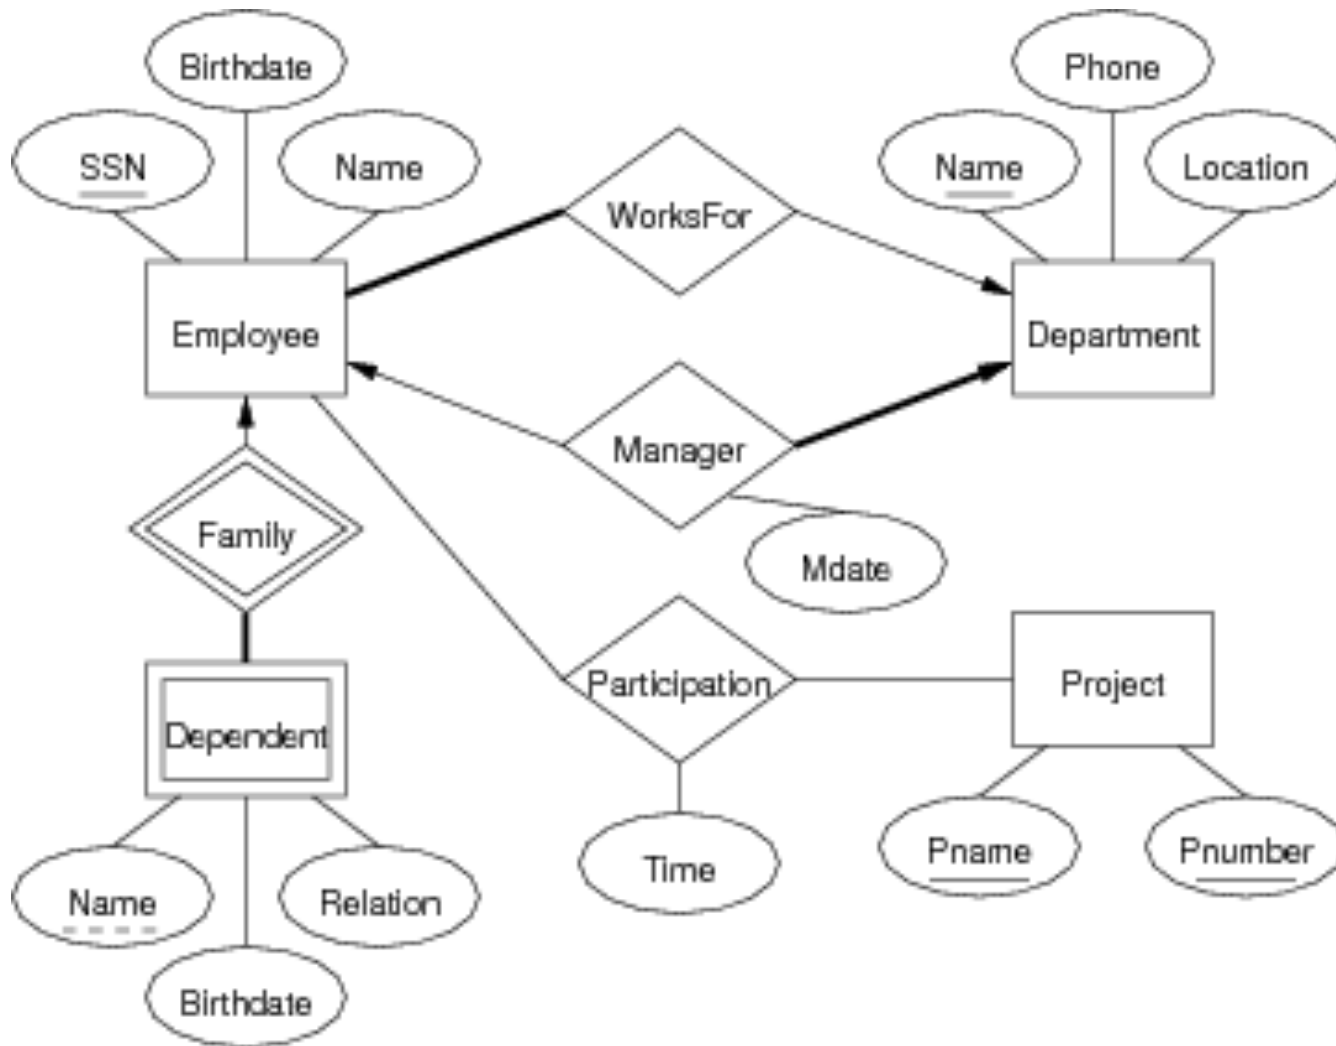 Birthdate
Phone
SSN
Name
Name
Location
WorksFor
Employee
Department
Manager
Family
Mdate
Participation
Project
Dependent
Pname
Pnumber
Time
Name
Relation
Birthdate